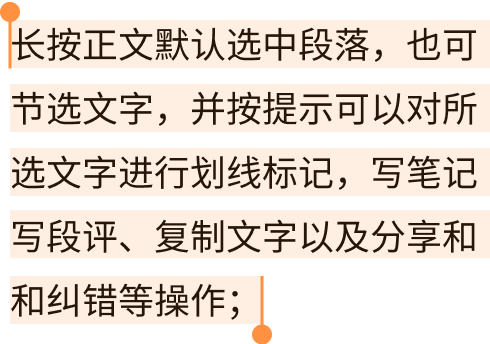 长按正文默认选中段落，也可
节选文字，并按提示可以对所
选文字进行划线标记，写笔记
写段评、复制文字以及分享和
和纠错等操作；